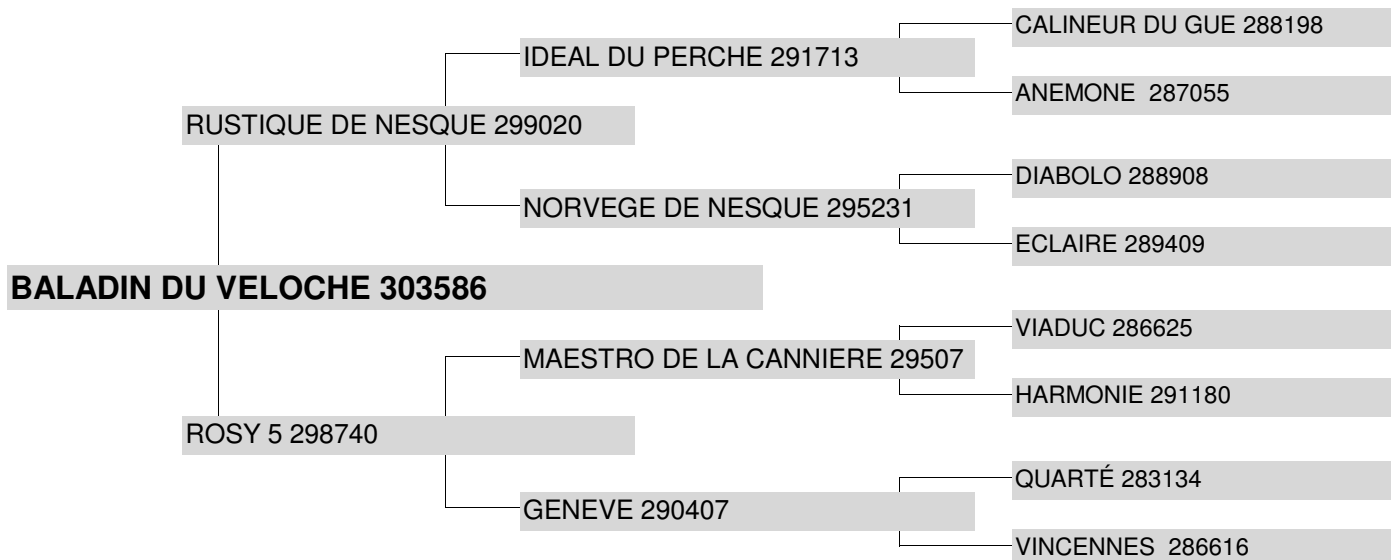 CALINEUR DU GUE 288198
IDEAL DU PERCHE 291713
ANEMONE 287055
RUSTIQUE DE NESQUE 299020
DIABOLO 288908
NORVEGE DE NESQUE 295231
ECLAIRE 289409
BALADIN DU VELOCHE 303586
VIADUC 286625
MAESTRO DE LA CANNIERE 29507
HARMONIE 291180
ROSY 5 298740
QUARTÉ 283134
GENEVE 290407
VINCENNES 286616